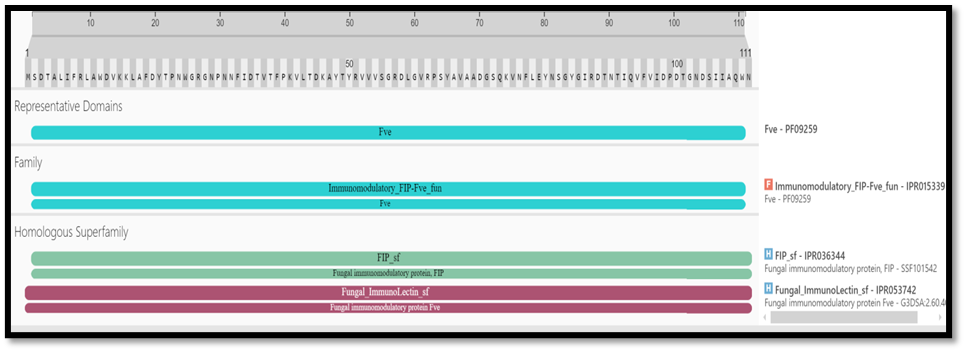 10 20 30 40 50 60 70 80 90 100 110
1 111
50 100
MSDTALIFRLAWDVKKLAFDYTPNWGRGNPNNFIDTVTFPKVLTDKAYTYRVVVSGRDLGVRPSYAVAADGSQKVNFLEYNSGYGIRDTNTIQVFVIDPDTGNDSIIAQWN
Representative Domains
Fve Fve - PF09259
Family
Immunomodulatory_FIP-Fve_fun F Immunomodulatory_FIP-Fve_fun - IPR015339
Fve Fve - PF09259
Homologous Superfamily
FIP_sf H FIP_sf - IPR036344
Fungal immunomodulatory protein, FIP Fungal immunomodulatory protein, FIP - SSF101542
Fungal_ImmunoLectin_sf H Fungal_ImmunoLectin_sf - IPR053742
Fungal immunomodulatory protein Fve Fungal immunomodulatory protein Fve - G3DSA:2.60.4